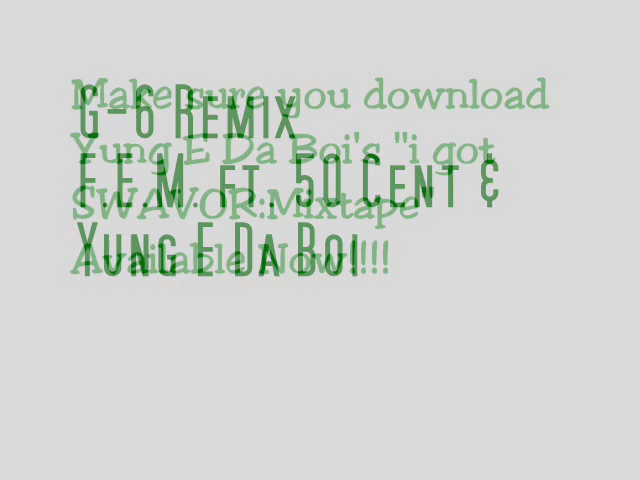 Make sure you download
Yung E Da Boi's "i got
SWAVOR:Mixtape
Available Now!!!!
G-6 Remix
F.E.M. ft. 50 Cent &
Yung E Da Boi